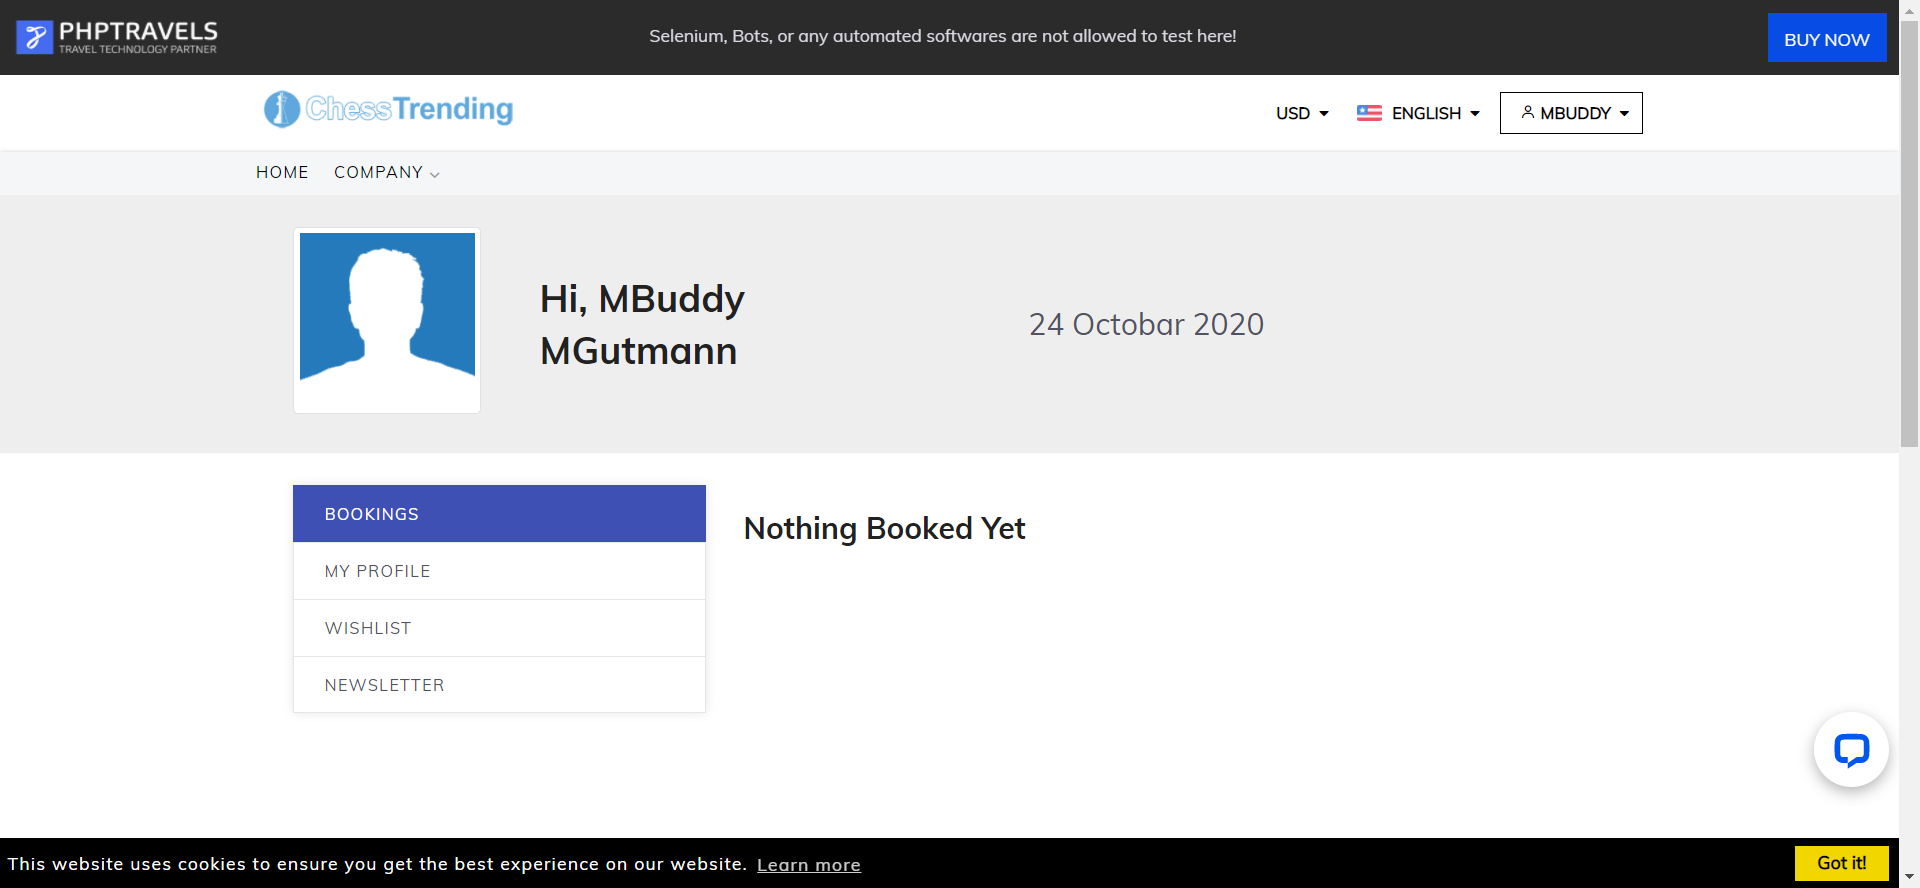 PHPTRAVELS
TRAVEL TECHNOLOGY PARTNER
Selenium, Bots, or any automated softwares are not allowed to test here!
BUY NOW
ChessTrending
USD
ENGLISH
MBUDDY
HOME
COMPANY
Hi, MBuddy
MGutmann
24 Octobar 2020
BOOKINGS
Nothing Booked Yet
MY PROFILE
WISHLIST
NEWSLETTER
This website uses cookies to ensure you get the best experience on our website. Learn more
Got it!